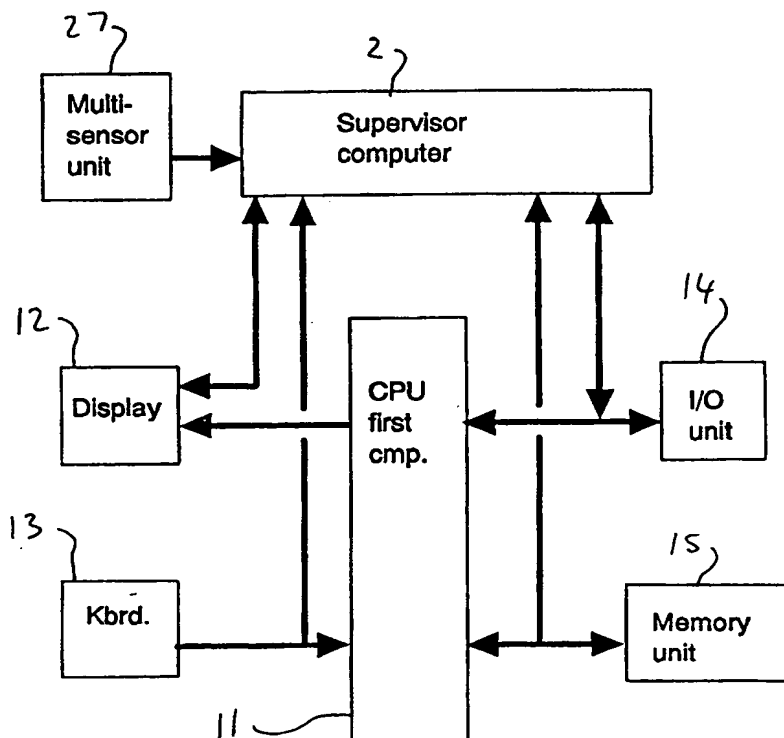 27
2
Multi-
sensor
unit
Supervisor
computer
12
14
Display
CPU
first
cmp.
I/O
unit
13
15
Kbrd.
Memory
unit
11